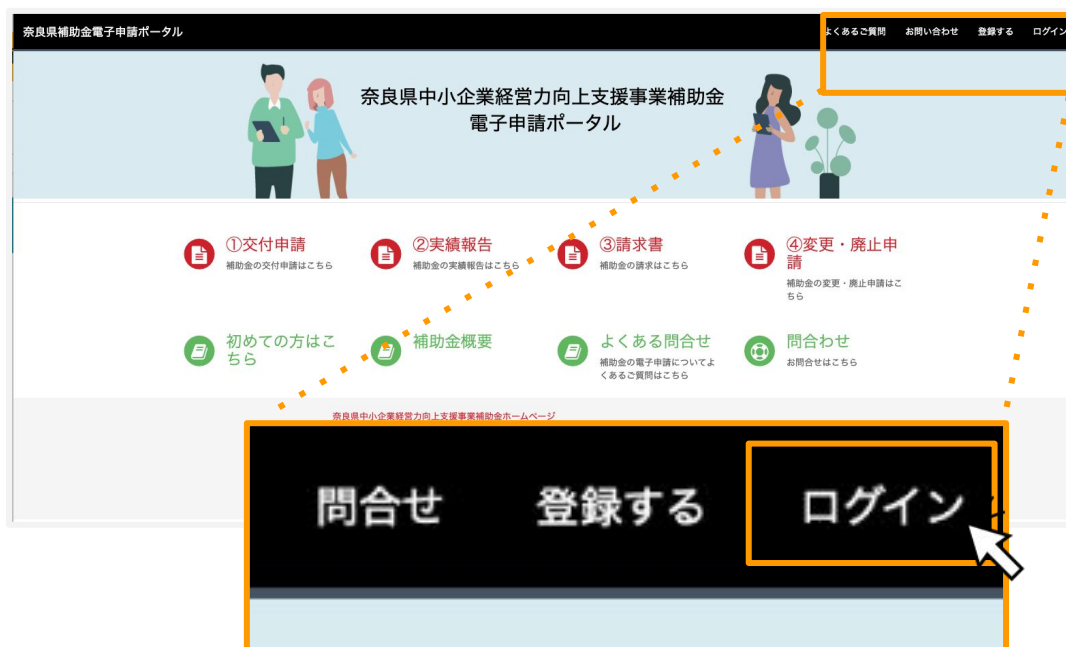 奈良県補助金電子申請ポータル
よくあるご質問 お問い合わせ 登録する ログイン
奈良県中小企業経営力向上支援事業補助金
電子申請ポータル
①交付申請
補助金の交付申請はこちら
②実績報告
補助金の実績報告はこちら
③請求書
補助金の請求はこちら
④変更・廃止申
請
補助金の変更・廃止申請はこ
ちら
初めての方はこ
ちら
補助金概要
よくある問合せ
補助金の電子申請についてよ
くあるご質問はこちら
問合わせ
お問合せはこちら
奈良県中小企業経営力向上支援事業補助金ホームページ
問合せ 登録する ログイン